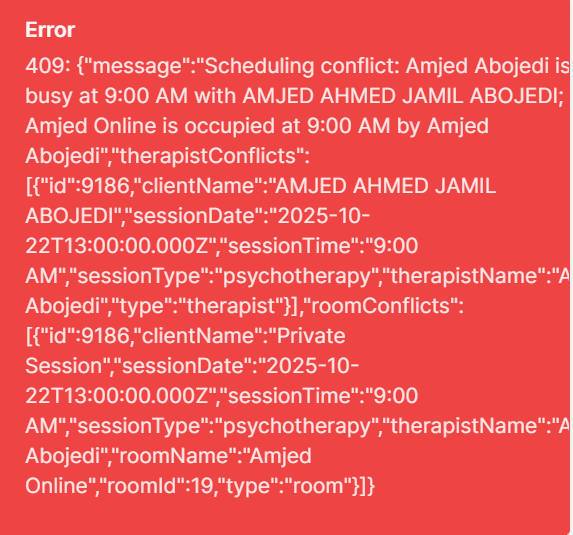 Error
409: {"message":"Scheduling conflict: Amjed Abojedi is
busy at 9:00 AM with AMJED AHMED JAMIL ABOJEDI;
Amjed Online is occupied at 9:00 AM by Amjed
Abojedi","therapistConflicts":
[{"id":9186,"clientName":"AMJED AHMED JAMIL
ABOJEDI","sessionDate":"2025-10-
22T13:00:00.000Z","sessionTime":"9:00
AM","sessionType":"psychotherapy","therapistName":"A
Abojedi","type":"therapist"}],"roomConflicts":
[{"id":9186,"clientName":"Private
Session","sessionDate":"2025-10-
22T13:00:00.000Z","sessionTime":"9:00
AM","sessionType":"psychotherapy","therapistName":"A
Abojedi","roomName":"Amjed
Online","roomId":19,"type":"room"}]}